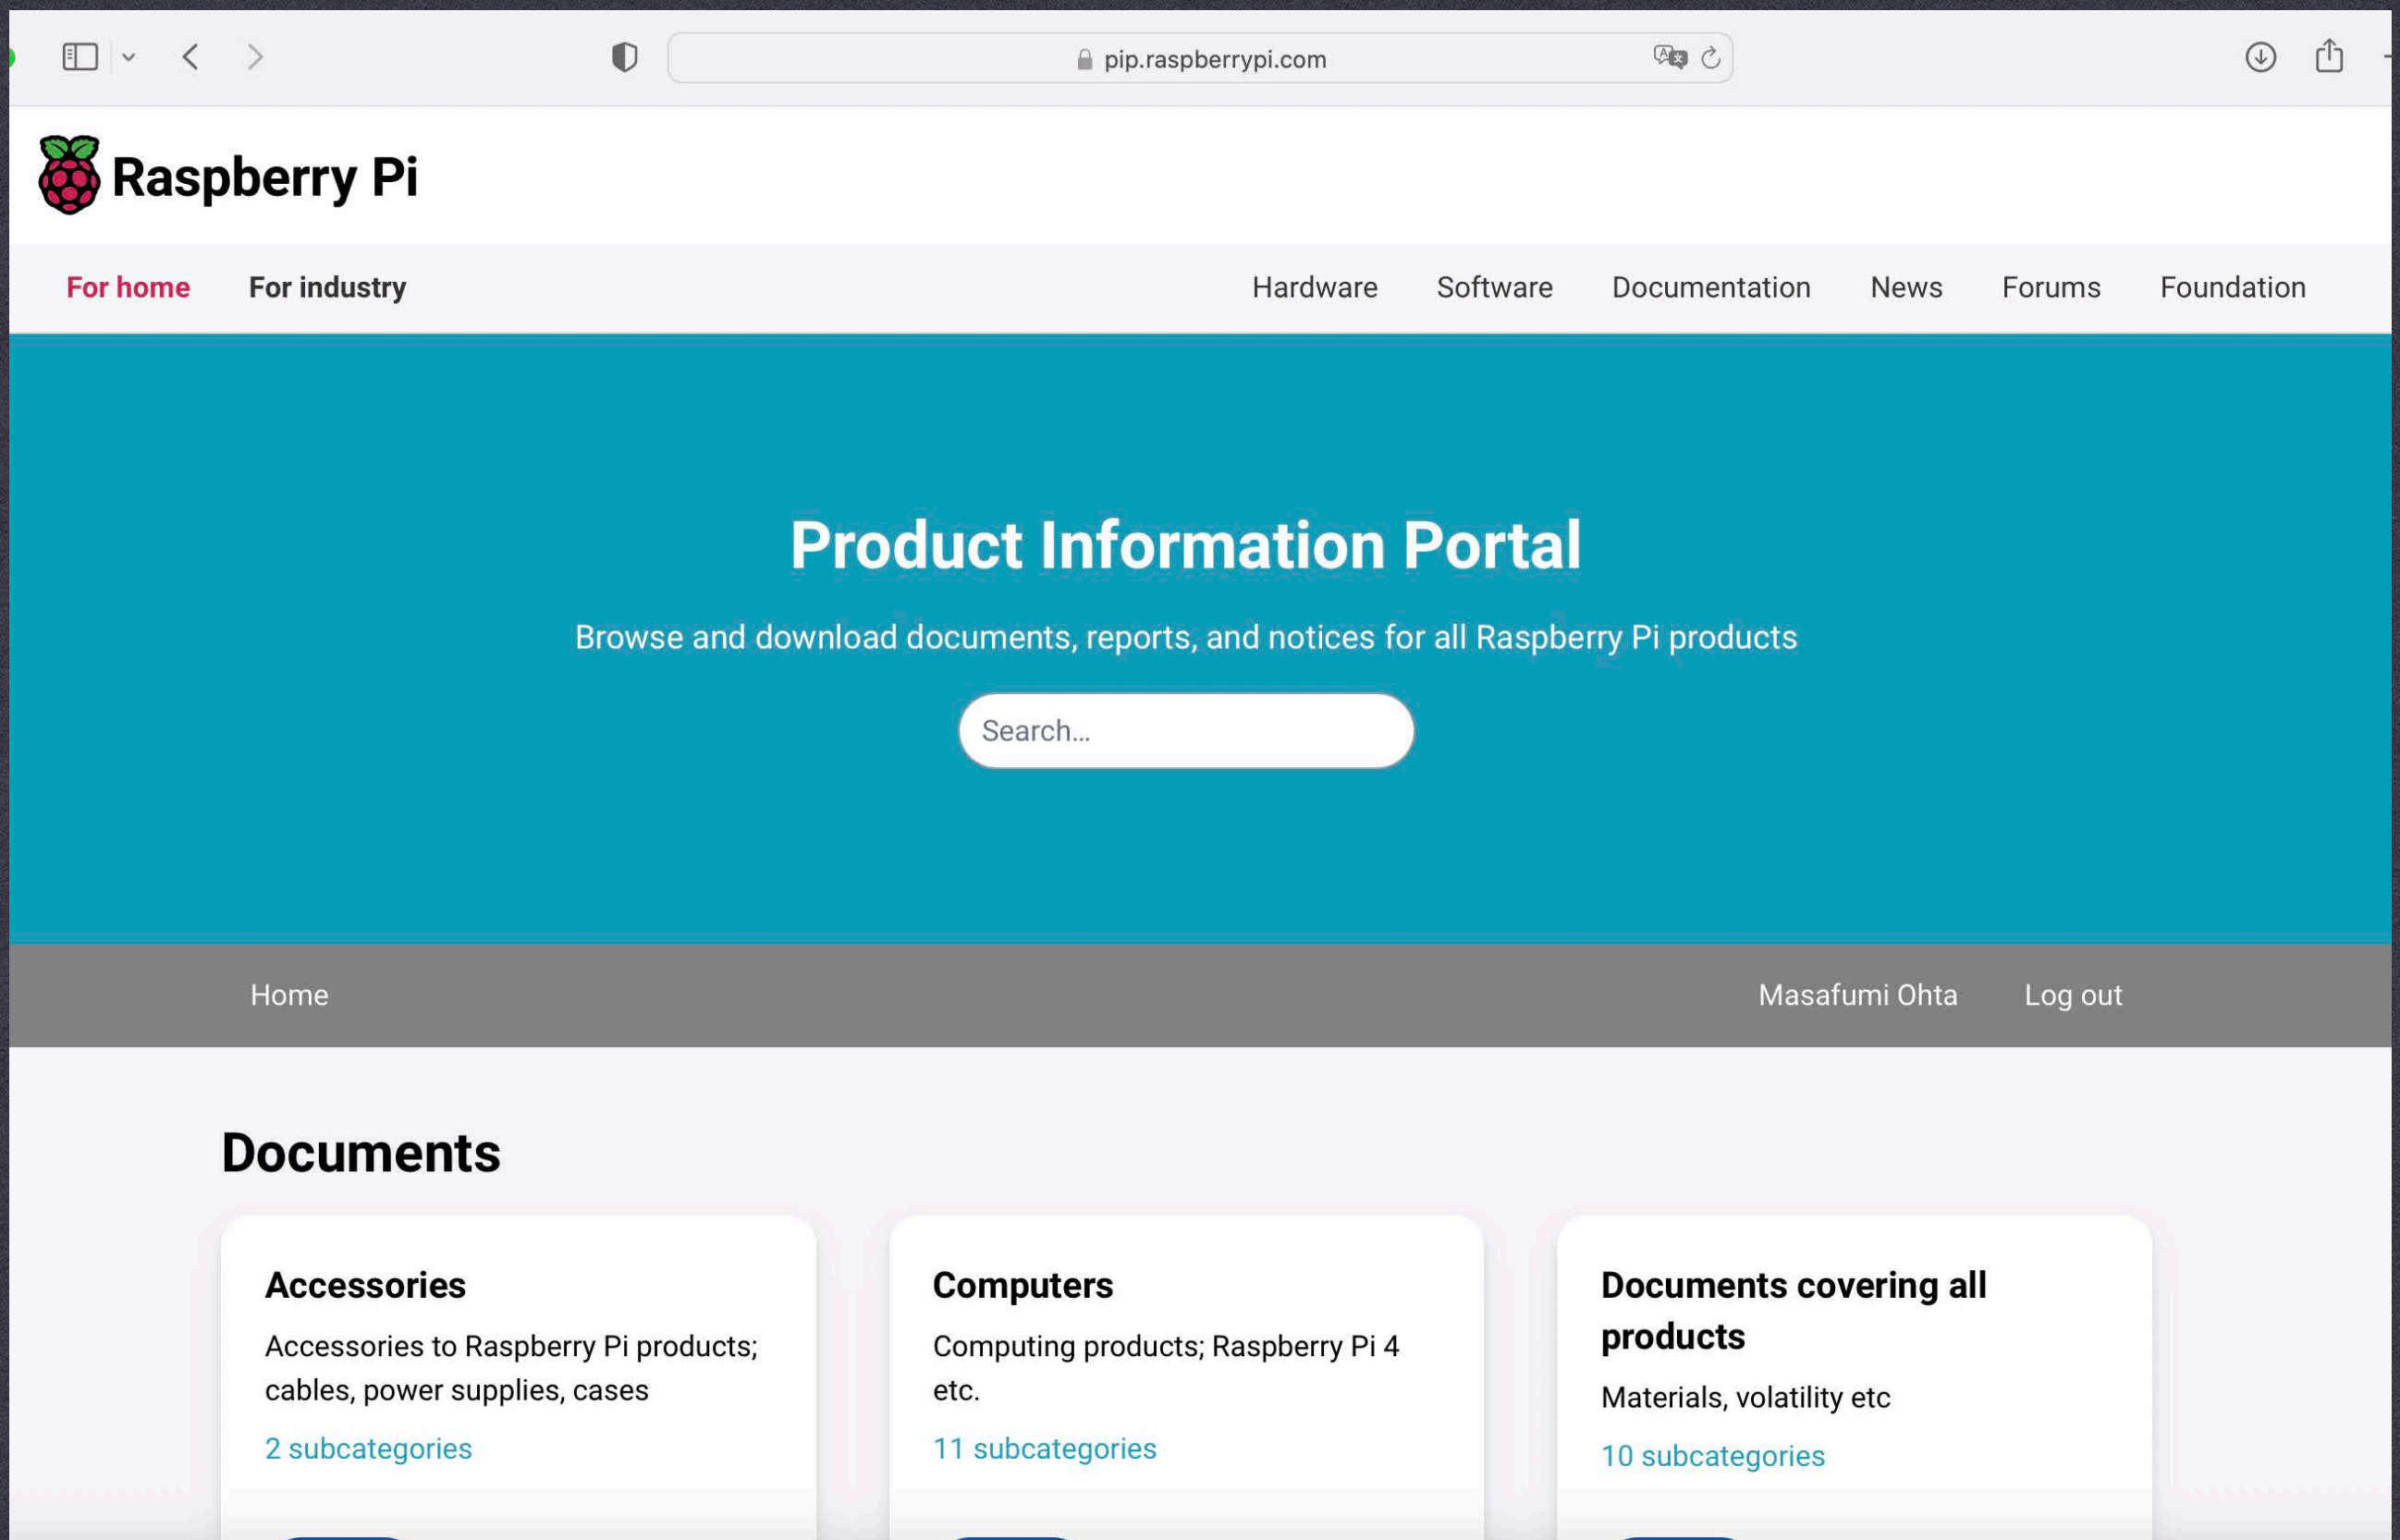 pip.raspberrypi.com
Raspberry Pi
For home For industry Hardware Software Documentation News Forums Foundation
Product Information Portal
Browse and download documents, reports, and notices for all Raspberry Pi products
Search...
Home Masafumi Ohta Log out
Documents
Accessories
Accessories to Raspberry Pi products;
cables, power supplies, cases
2 subcategories
Computers
Computing products; Raspberry Pi 4
etc.
11 subcategories
Documents covering all
products
Materials, volatility etc
10 subcategories